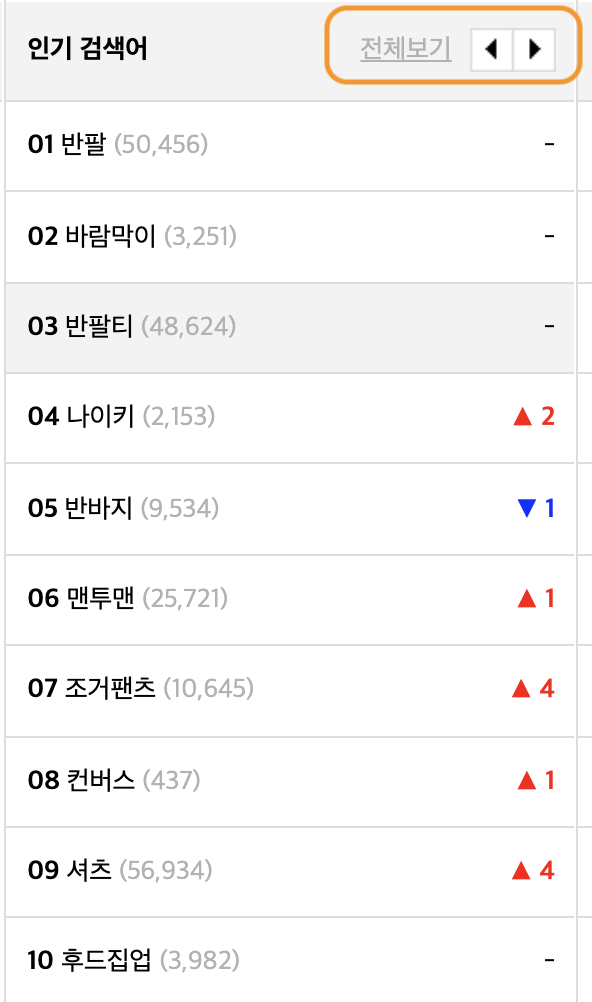 인기 검색어 전체보기 ◀ ▶
01 반팔 (50,456) -
02 바람막이 (3,251) -
03 반팔티 (48,624) -
04 나이키 (2,153) ▲ 2
05 반바지 (9,534) ▼ 1
06 맨투맨 (25,721) ▲ 1
07 조거팬츠 (10,645) ▲ 4
08 컨버스 (437) ▲ 1
09 셔츠 (56,934) ▲ 4
10 후드집업 (3,982) -